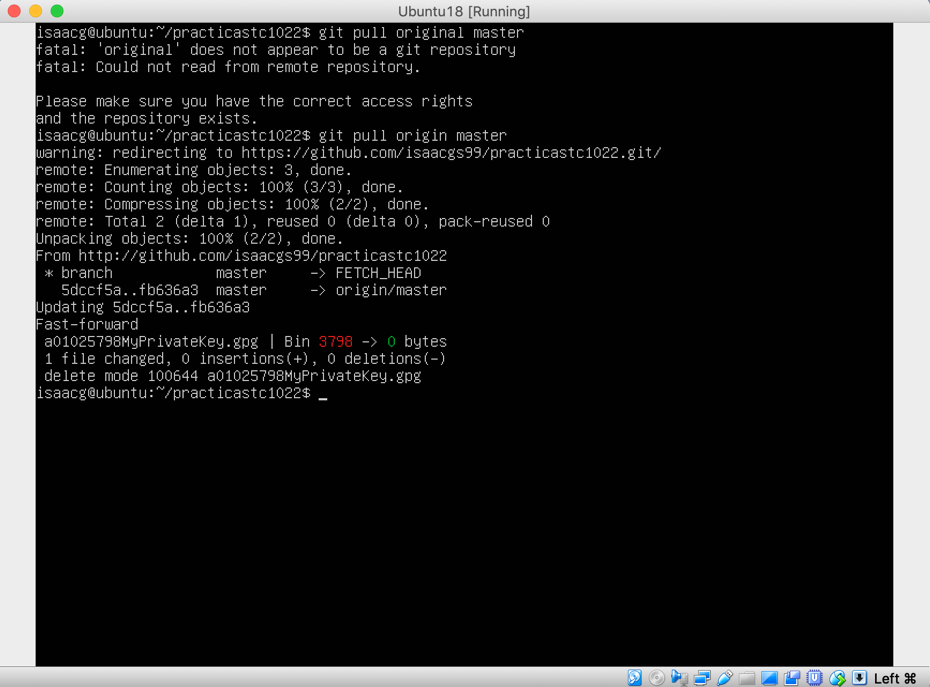 Ubuntu18 [Running]
isaacg@ubuntu:~/practicastc1022$ git pull original master
fatal: 'original' does not appear to be a git repository
fatal: Could not read from remote repository.
Please make sure you have the correct access rights
and the repository exists.
isaacg@ubuntu:~/practicastc1022$ git pull origin master
warning: redirecting to https://github.com/isaacgs99/practicastc1022.git/
remote: Enumerating objects: 3, done.
remote: Counting objects: 100% (3/3), done.
remote: Compressing objects: 100% (2/2), done.
remote: Total 2 (delta 1), reused 0 (delta 0), pack-reused 0
Unpacking objects: 100% (2/2), done.
From http://github.com/isaacgs99/practicastc1022
 * branch            master     -> FETCH_HEAD
   5dccf5a..fb636a3  master     -> origin/master
Updating 5dccf5a..fb636a3
Fast-forward
 a01025798MyPrivateKey.gpg | Bin 3798 -> 0 bytes
 1 file changed, 0 insertions(+), 0 deletions(-)
 delete mode 100644 a01025798MyPrivateKey.gpg
isaacg@ubuntu:~/practicastc1022$ _
Left ⌘